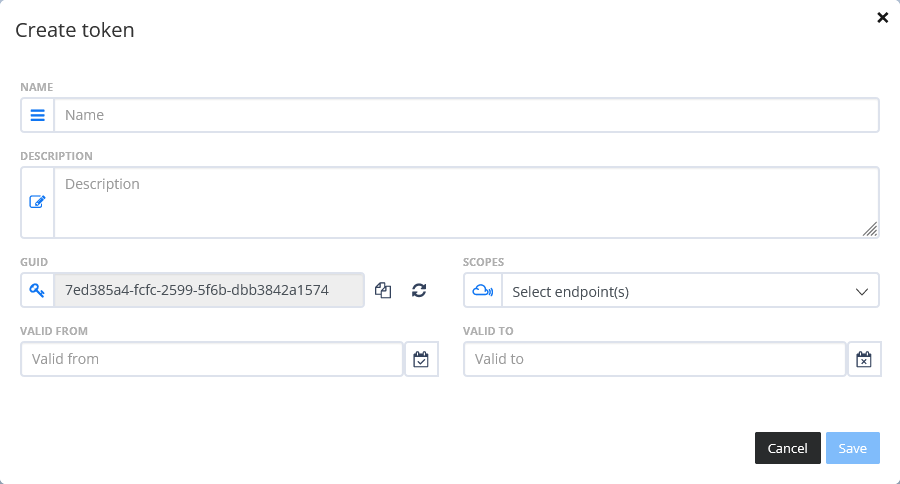 Create token
NAME
Name
DESCRIPTION
Description
GUID
SCOPES
7ed385a4-fcfc-2599-5f6b-dbb3842a1574
Select endpoint(s)
VALID FROM
VALID TO
Valid from
Valid to
Cancel
Save